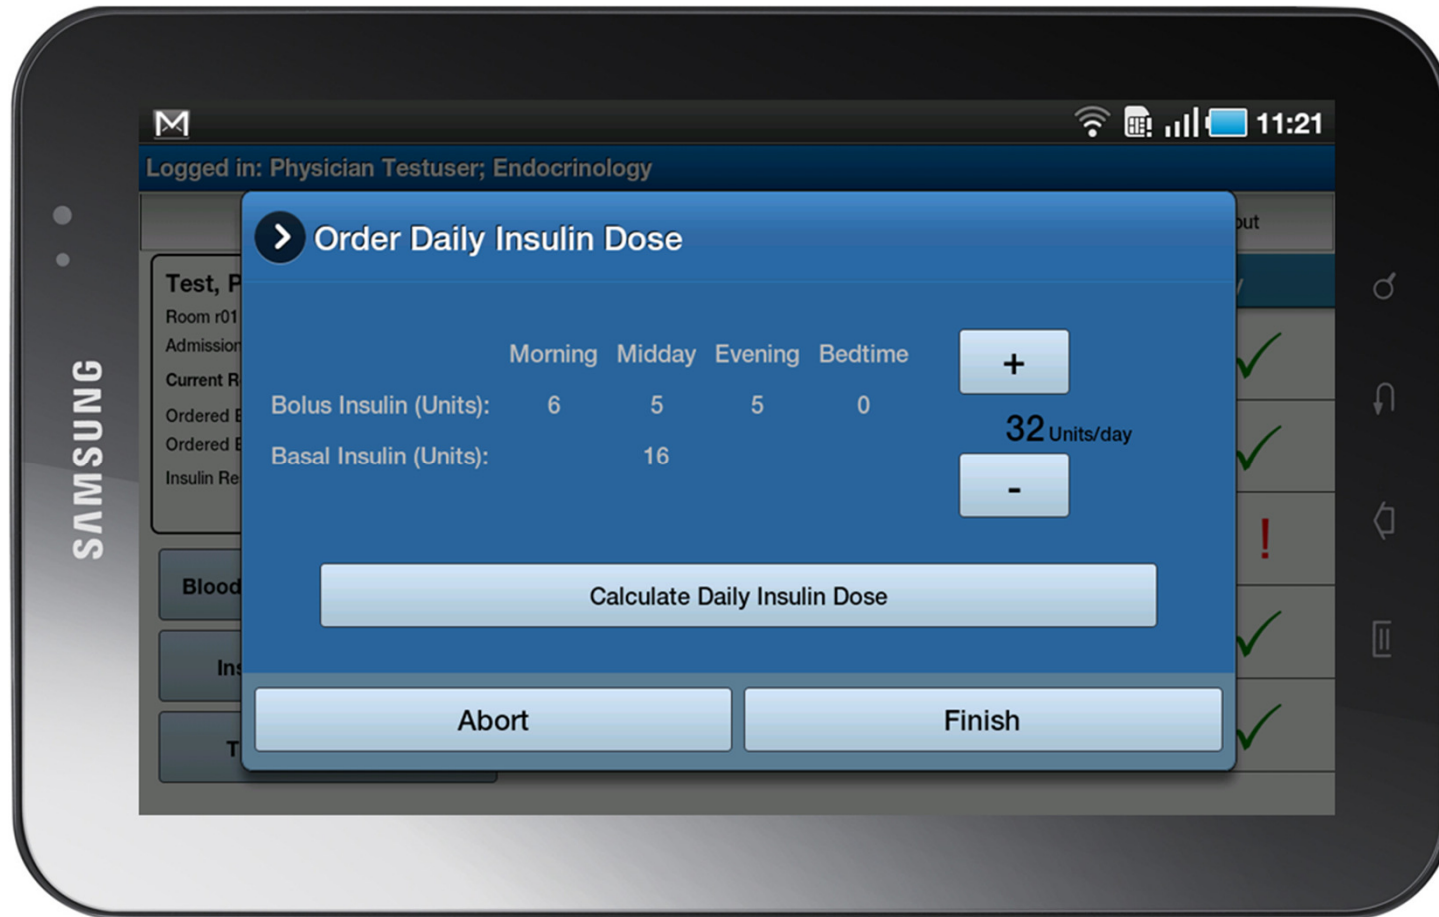 SAMSUNG
11:21
Logged in: Physician Testuser; Endocrinology
Order Daily Insulin Dose
Test,
Room r01
Admission
Current
Ordered
Ordered
Insulin
Morning Midday Evening Bedtime
+
Bolus Insulin (Units): 6 5 5 0
32 Units/day
Basal Insulin (Units): 16
-
!
Blood
Calculate Daily Insulin Dose
Abort Finish